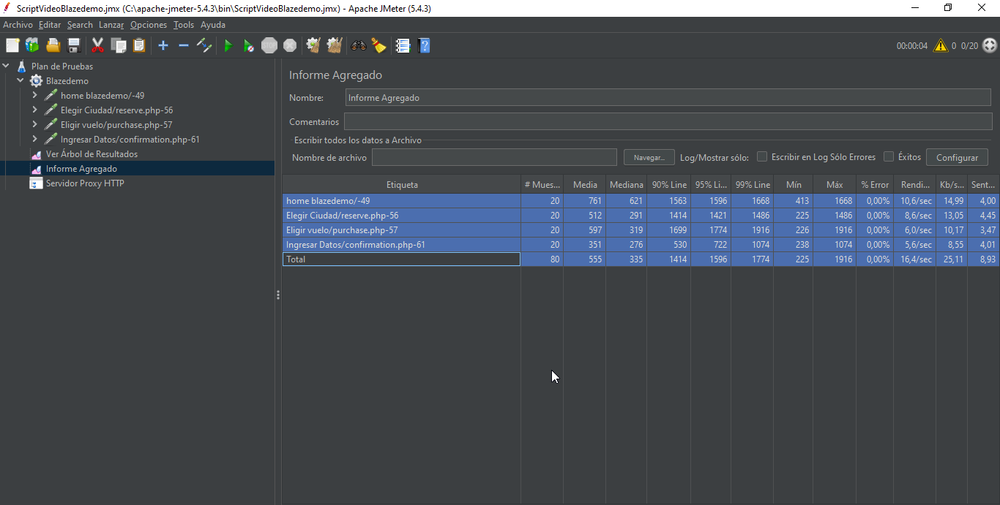 ScriptVideoBlazedemo.jmx (C:\apache-jmeter-5.4.3\bin\ScriptVideoBlazedemo.jmx) - Apache JMeter (5.4.3)
Archivo Editar Search Lanzar Opciones Tools Ayuda
STOP 00:00:04 0 0/20
Plan de Pruebas
Blazedemo
home blazedemo/-49
Elegir Ciudad/reserve.php-56
Eligir vuelo/purchase.php-57
Ingresar Datos/confirmation.php-61
Ver Árbol de Resultados
Informe Agregado
Servidor Proxy HTTP
Informe Agregado
Nombre: Informe Agregado
Comentarios
Escribir todos los datos a Archivo
Nombre de archivo Navegar... Log/Mostrar sólo: Escribir en Log Sólo Errores Éxitos Configurar
Etiqueta # Mues... Media Mediana 90% Line 95% Li... 99% Line Mín Máx % Error Rendi... Kb/s... Sent...
home blazedemo/-49 20 761 621 1563 1596 1668 413 1668 0,00% 10,6/sec 14,99 4,00
Elegir Ciudad/reserve.php-56 20 512 291 1414 1421 1486 225 1486 0,00% 8,6/sec 13,05 4,45
Eligir vuelo/purchase.php-57 20 597 319 1699 1774 1916 226 1916 0,00% 6,0/sec 10,17 3,47
Ingresar Datos/confirmation.php-61 20 351 276 530 722 1074 238 1074 0,00% 5,6/sec 8,55 4,01
Total 80 555 335 1414 1596 1774 225 1916 0,00% 16,4/sec 25,11 8,93